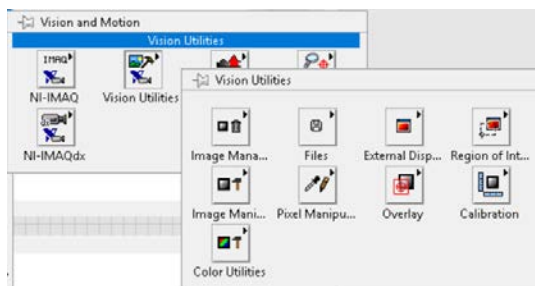 Vision and Motion
Vision Utilities
IMAQ
NI-IMAQ
Vision Utilities
NI-IMAQdx
Vision Utilities
Image Mana...
Files
External Disp...
Region of Int...
Image Mani...
Pixel Manipu...
Overlay
Calibration
Color Utilities